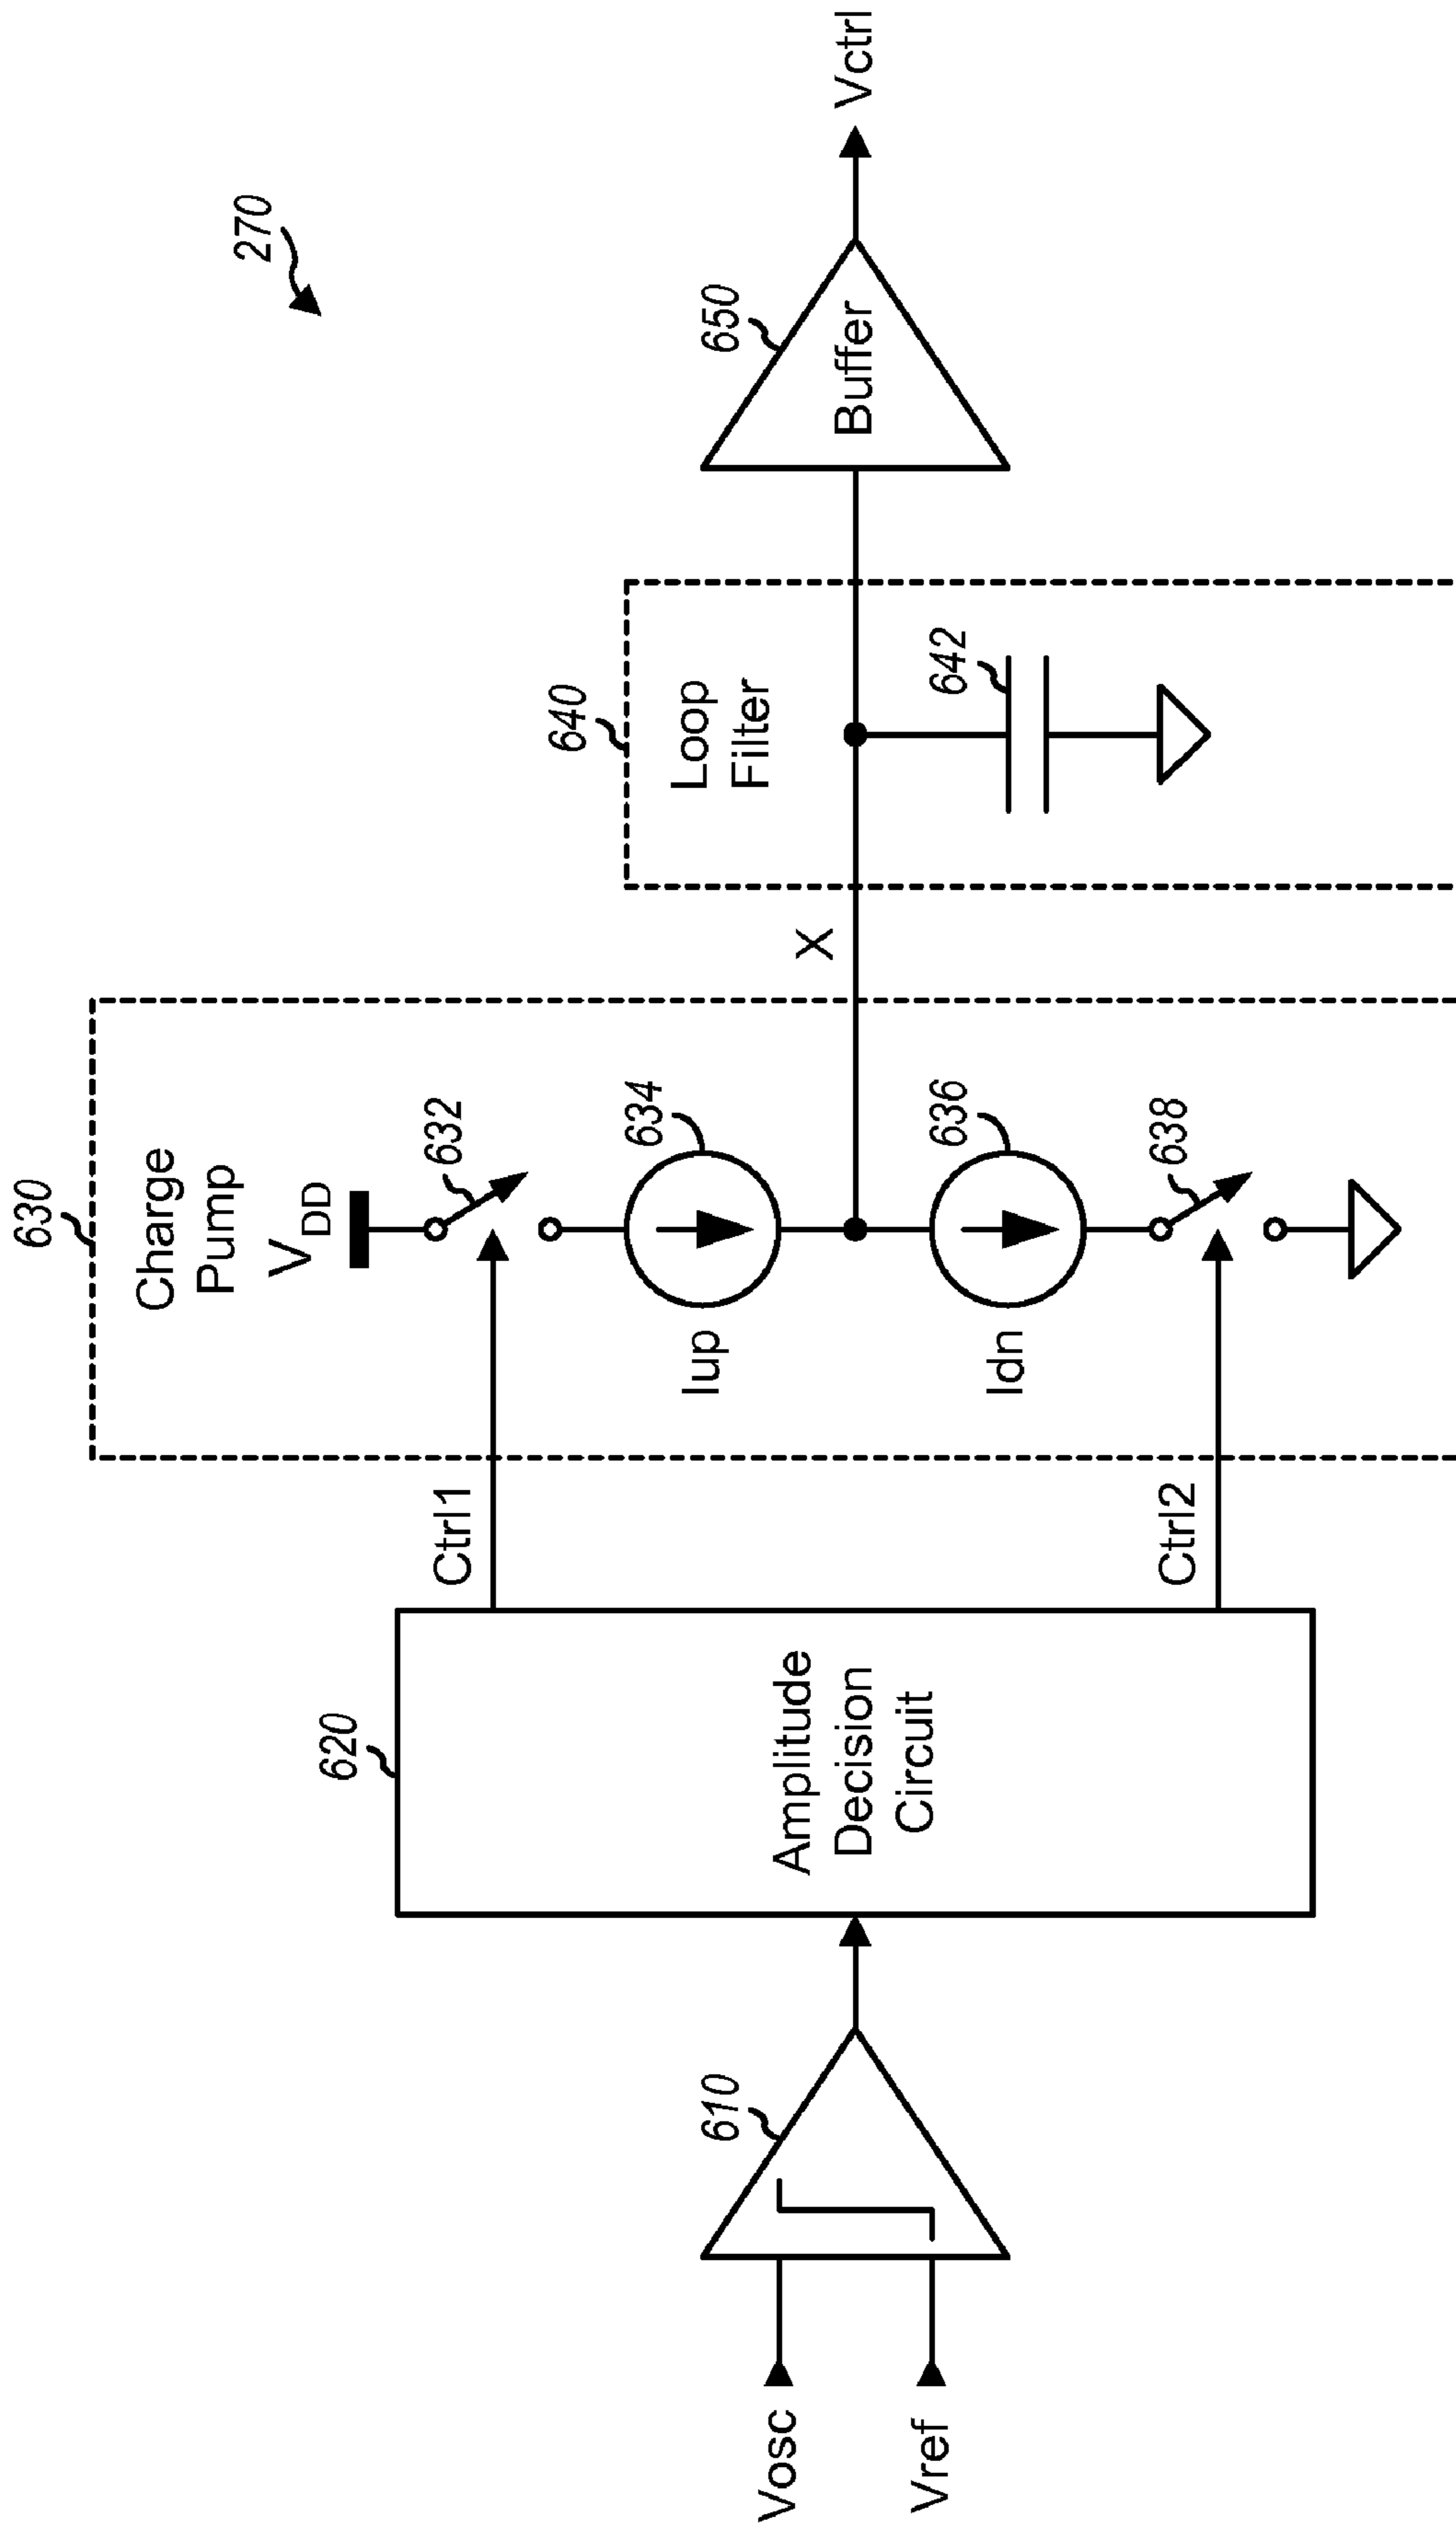 270
630
Charge
Pump
VDD
632
634
Iup
636
Idn
638
640
Loop
Filter
642
X
650
Buffer
Vctrl
620
Amplitude
Decision
Circuit
Ctrl1
Ctrl2
610
Vosc
Vref